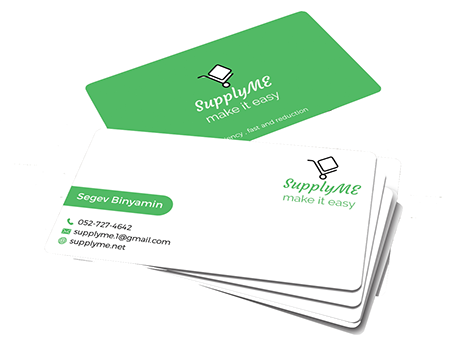 SupplyME
make it easy
ncy , fast and reduction
SupplyME
make it easy
Segev Binyamin
052-727-4642
supplyme.1@gmail.com
supplyme.net